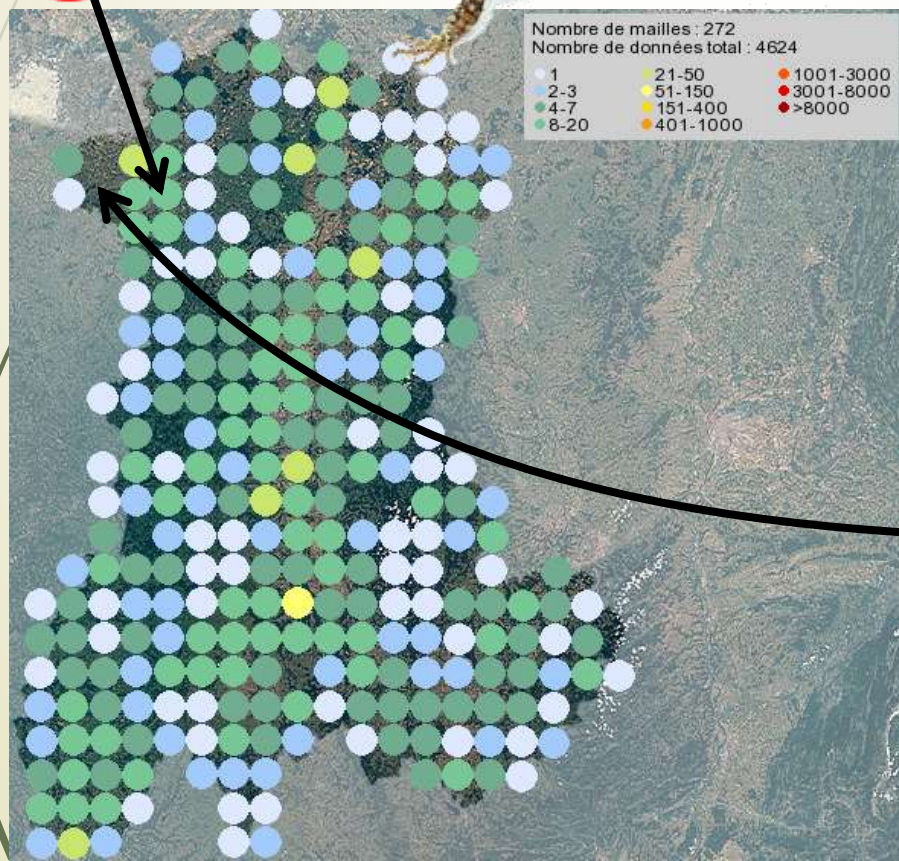 Nombre de mailles : 272
Nombre de données total : 4624
1 21-50 1001-3000
2-3 51-150 3001-8000
4-7 151-400 >8000
8-20 401-1000